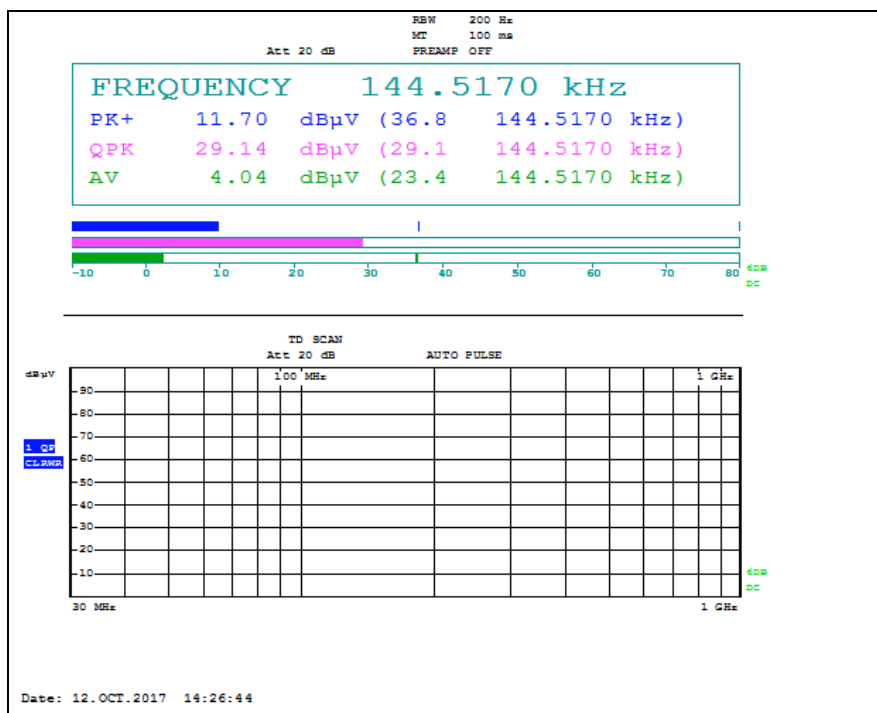 RBW 200 Hz
MT 100 ms
Att 20 dB PREAMP OFF
FREQUENCY 144.5170 kHz
PK+ 11.70 dBµV (36.8 144.5170 kHz)
QPK 29.14 dBµV (29.1 144.5170 kHz)
AV 4.04 dBµV (23.4 144.5170 kHz)
-10 0 10 20 30 40 50 60 70 80
6DB
DC
TD SCAN
Att 20 dB AUTO PULSE
dBµV 100 MHz 1 GHz
90
80
70
1 QP
CLRWR 60
50
40
30
20
10 6DB
DC
30 MHz 1 GHz
Date: 12.OCT.2017 14:26:44